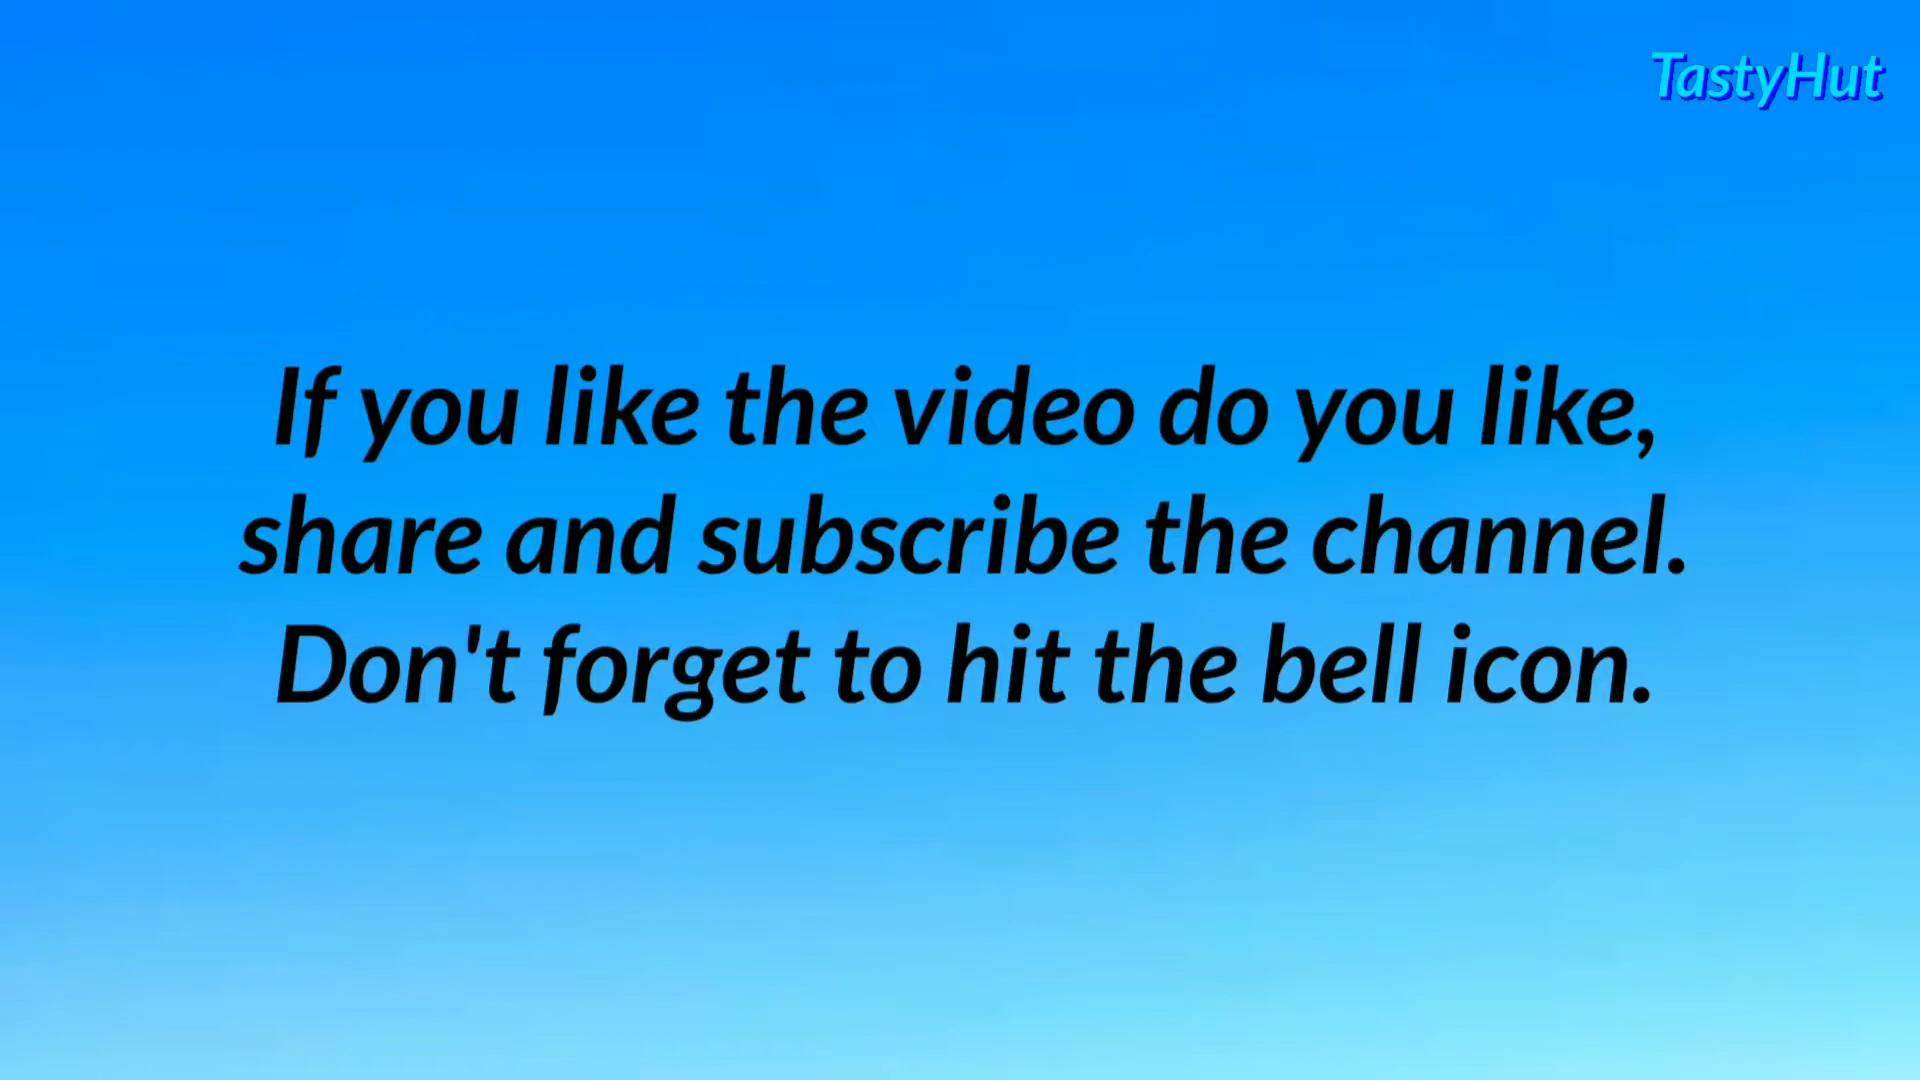 TastyHut
If you like the video do you like,
share and subscribe the channel.
Don't forget to hit the bell icon.